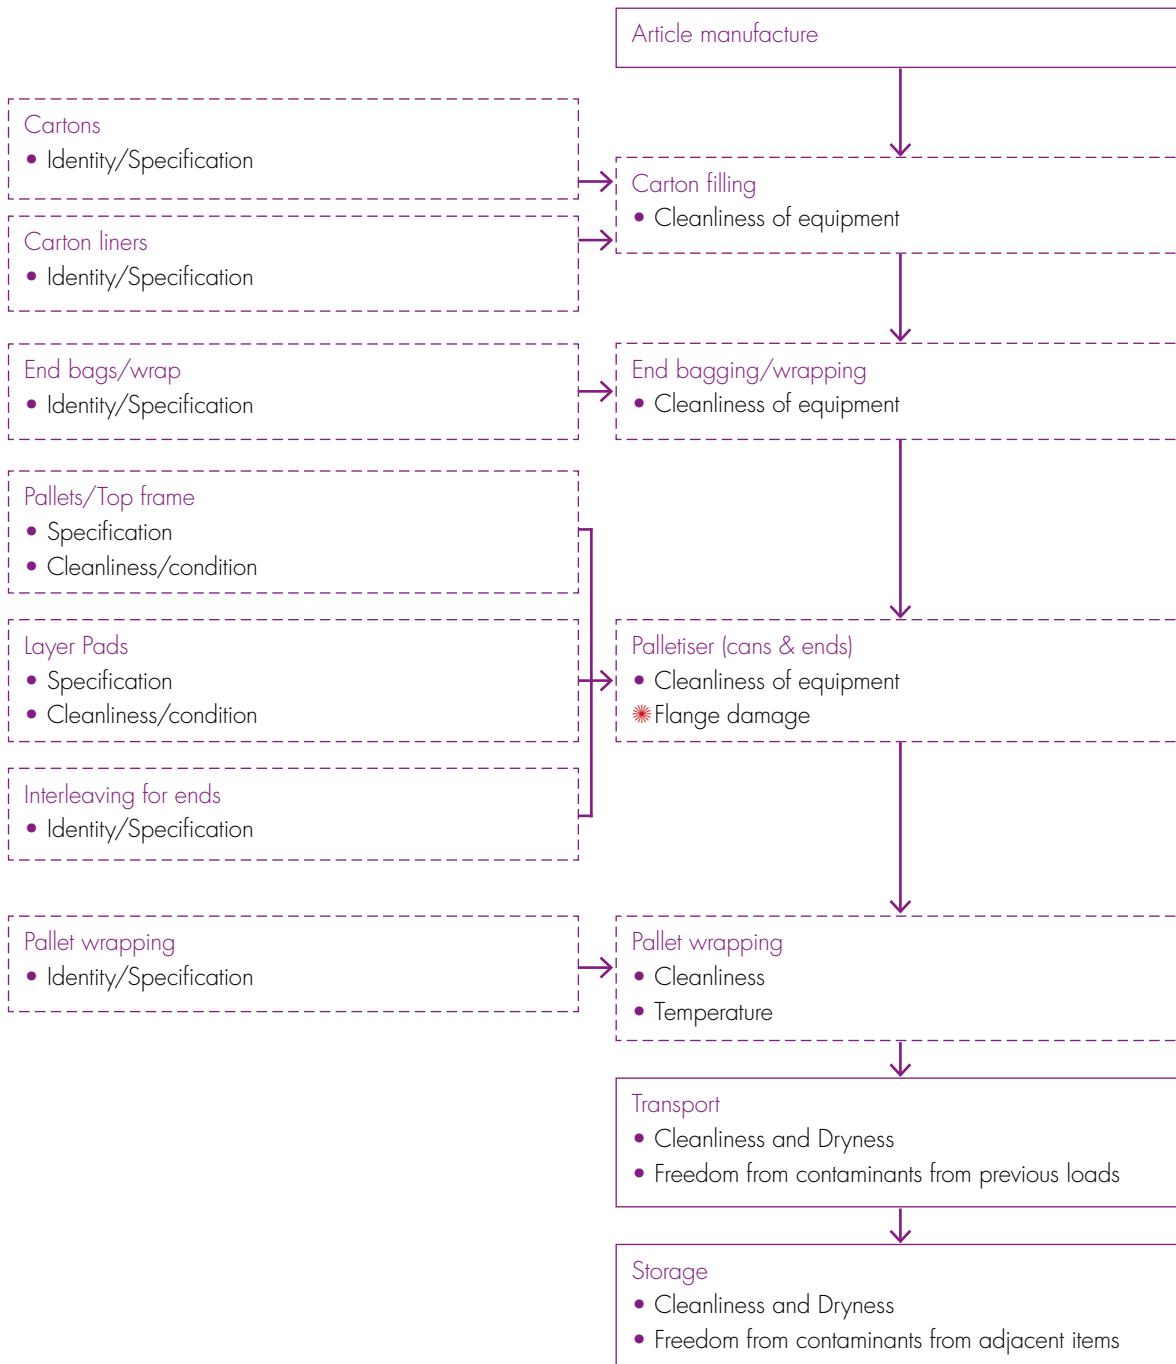 Article manufacture
Cartons
• Identity/Specification
Carton liners
• Identity/Specification
Carton filling
• Cleanliness of equipment
End bags/wrap
• Identity/Specification
End bagging/wrapping
• Cleanliness of equipment
Pallets/Top frame
• Specification
• Cleanliness/condition
Layer Pads
• Specification
• Cleanliness/condition
Interleaving for ends
• Identity/Specification
Palletiser (cans & ends)
• Cleanliness of equipment
Flange damage
Pallet wrapping
• Identity/Specification
Pallet wrapping
• Cleanliness
• Temperature
Transport
• Cleanliness and Dryness
• Freedom from contaminants from previous loads
Storage
• Cleanliness and Dryness
• Freedom from contaminants from adjacent items